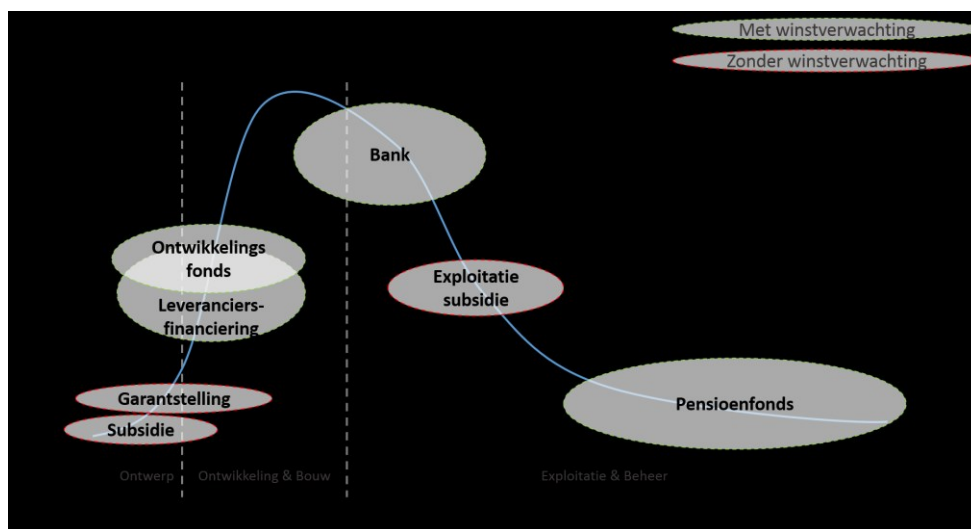 Met winstverwachting
Zonder winstverwachting
Bank
Ontwikkelings
fonds
Leveranciers-
financiering
Exploitatie
subsidie
Garantstelling
Subsidie
Pensioenfonds
Ontwerp
Ontwikkeling & Bouw
Exploitatie & Beheer